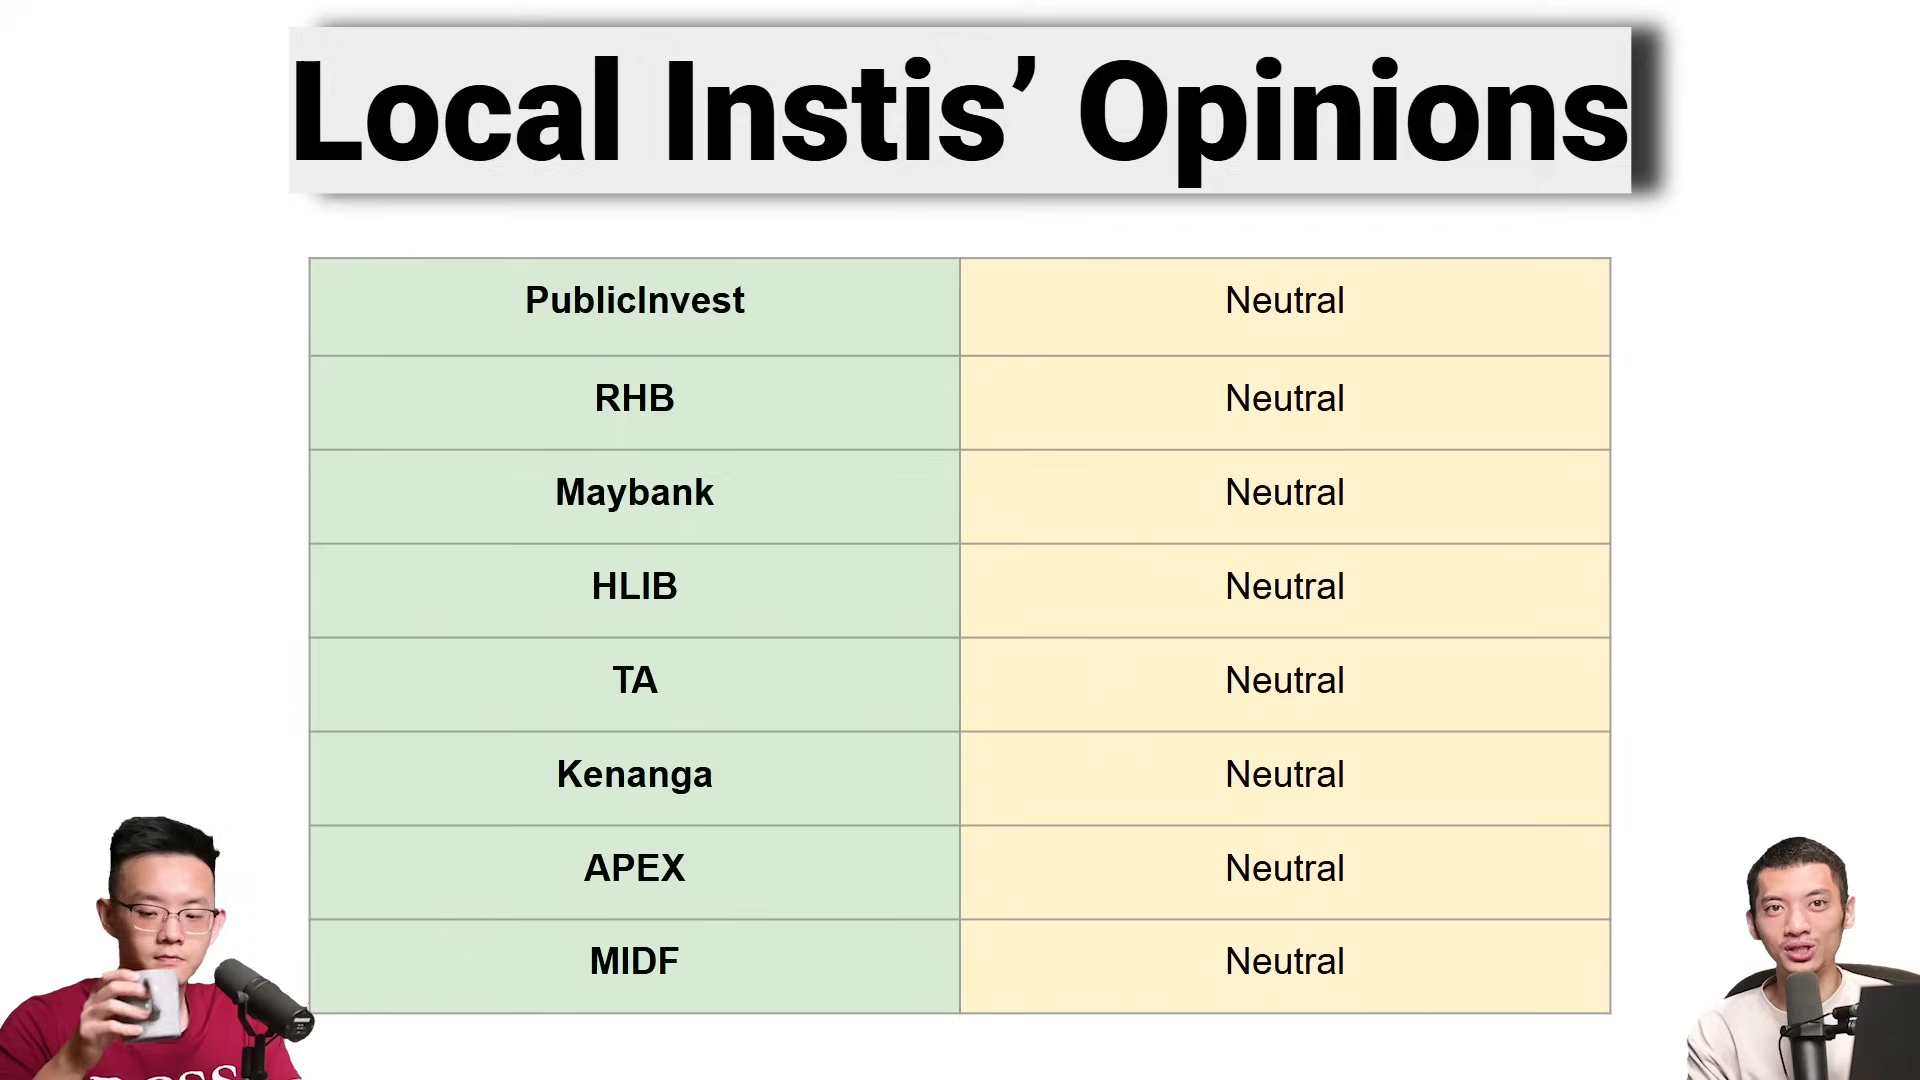 Local Instis’ Opinions
PublicInvest Neutral
RHB Neutral
Maybank Neutral
HLIB Neutral
TA Neutral
Kenanga Neutral
APEX Neutral
MIDF Neutral